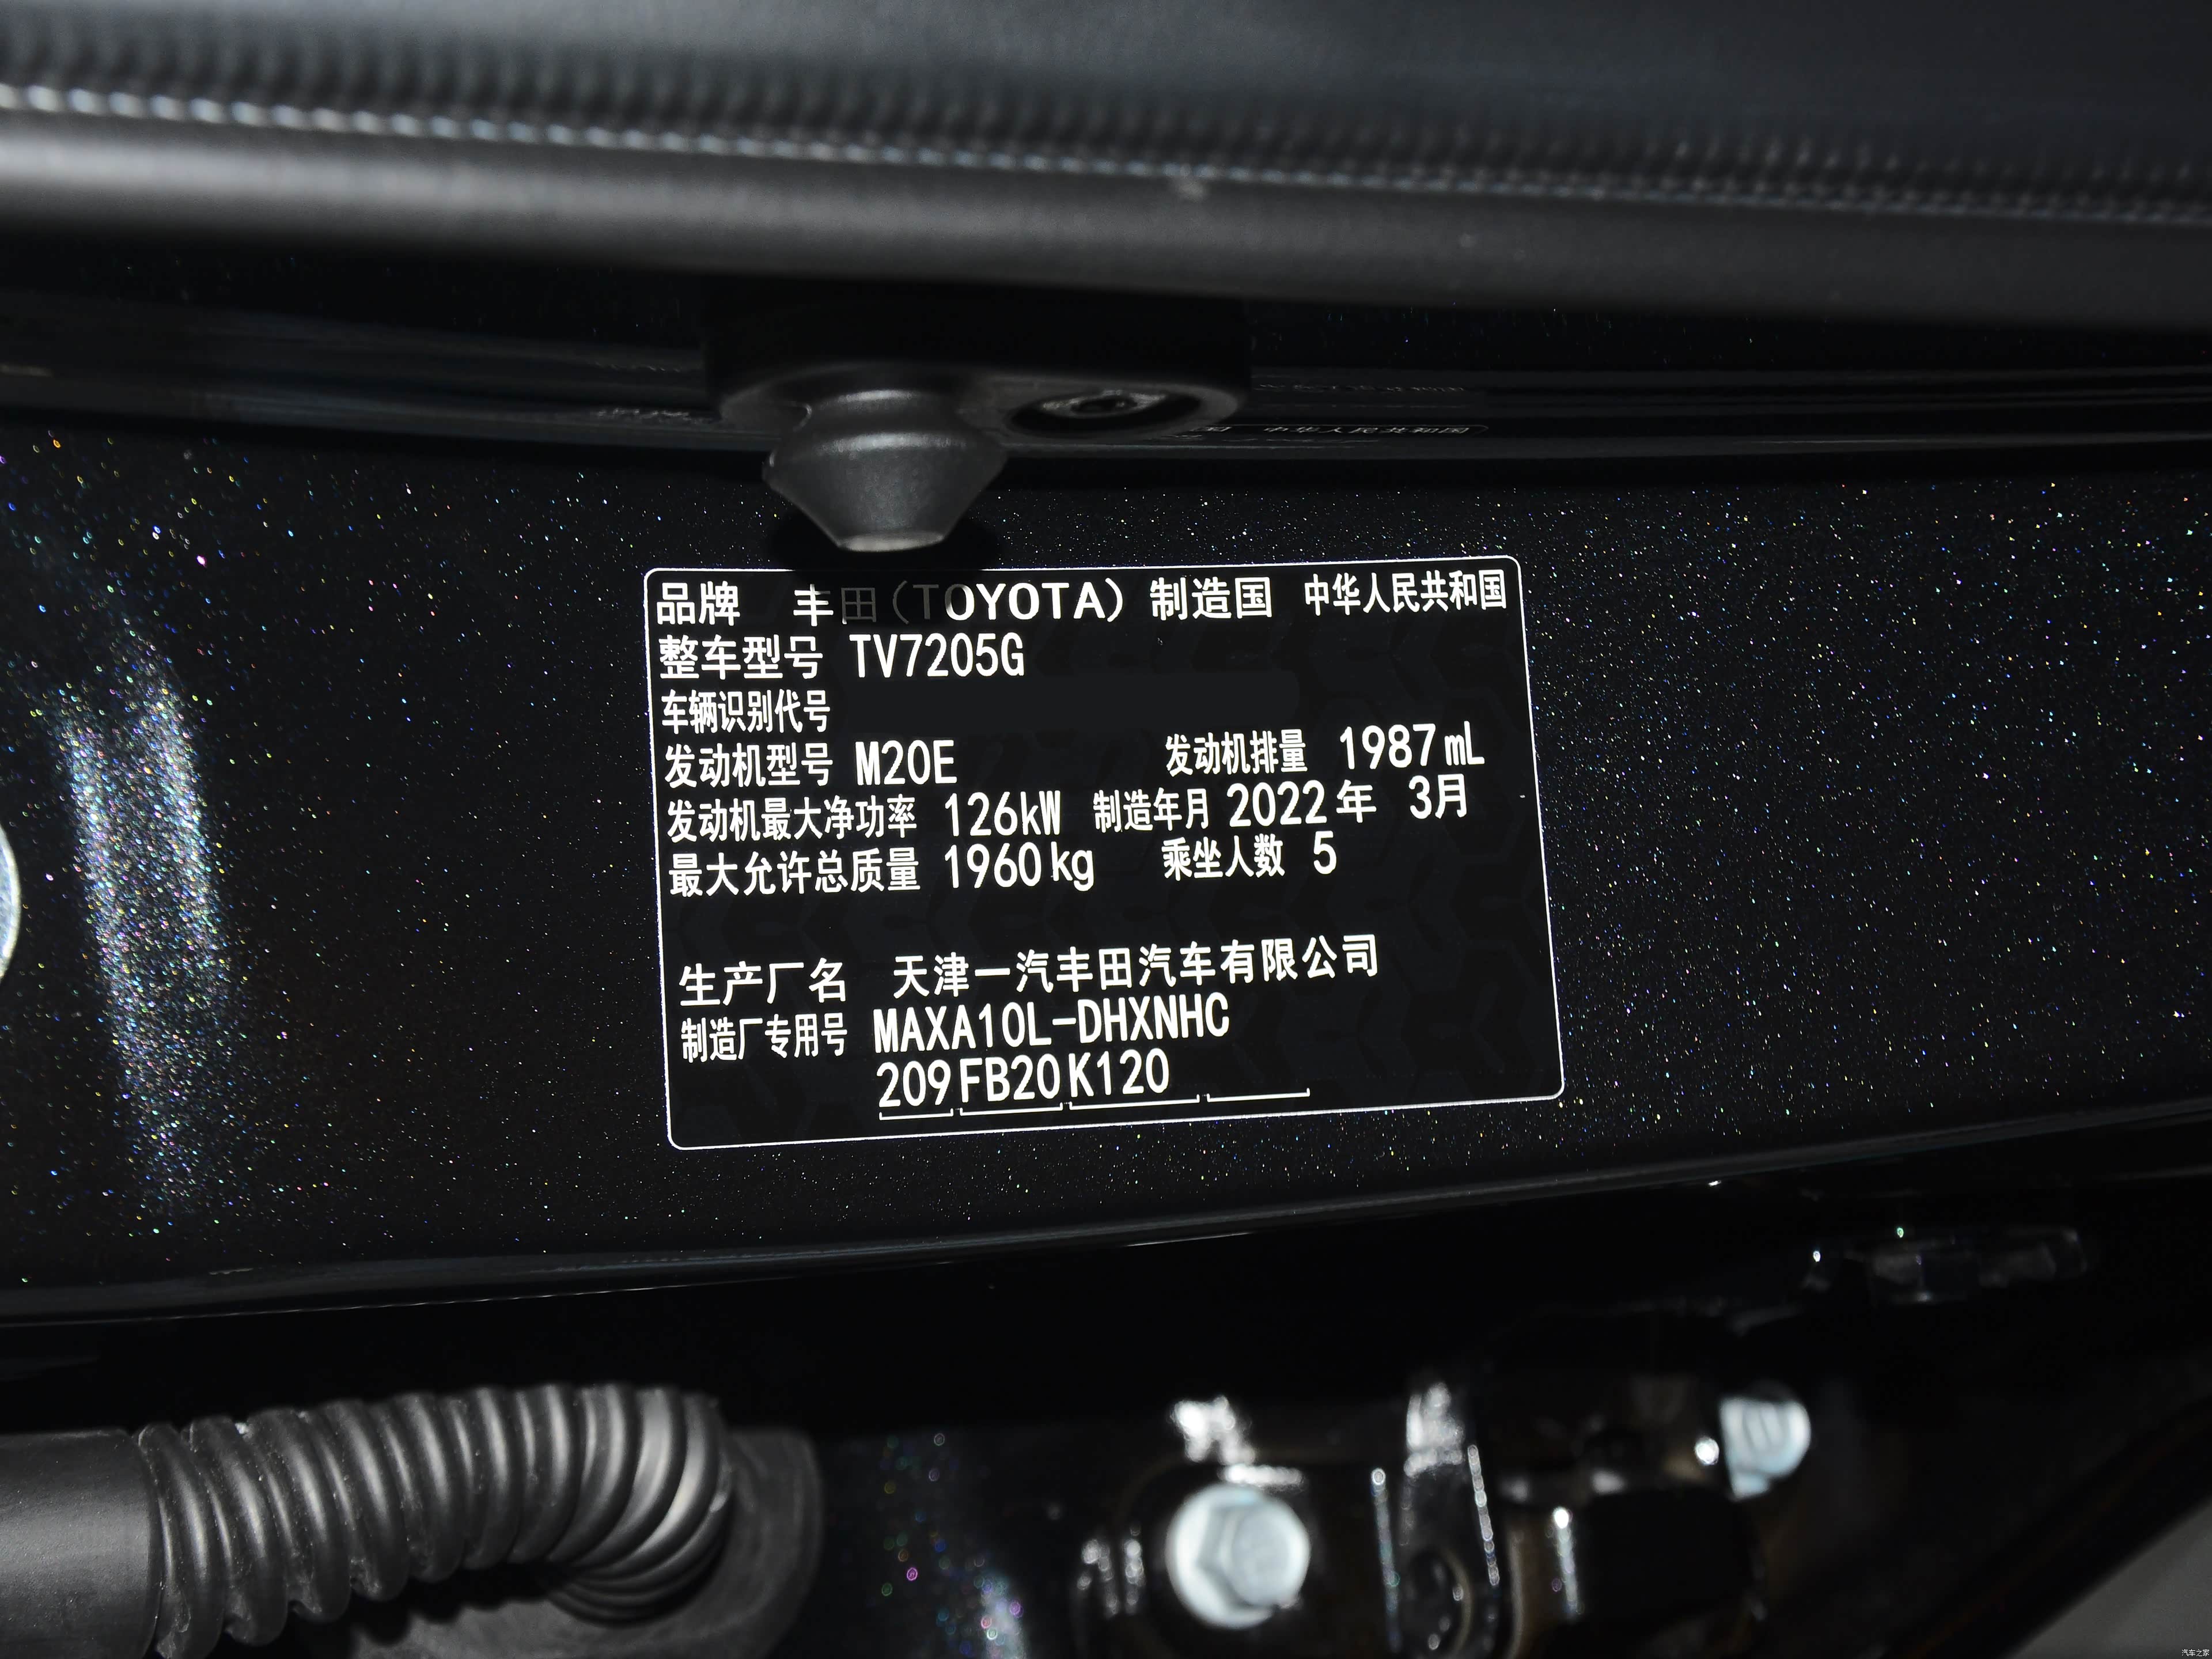 品牌 丰田(TOYOTA) 制造国 中华人民共和国
整车型号 TV7205G
车辆识别代号
发动机型号 M20E 发动机排量 1987mL
发动机最大净功率 126kW 制造年月 2022年 3月
最大允许总质量 1960kg 乘坐人数 5
生产厂名 天津一汽丰田汽车有限公司
制造厂专用号 MAXA10L-DHXNHC
209 FB20 K120
汽车之家